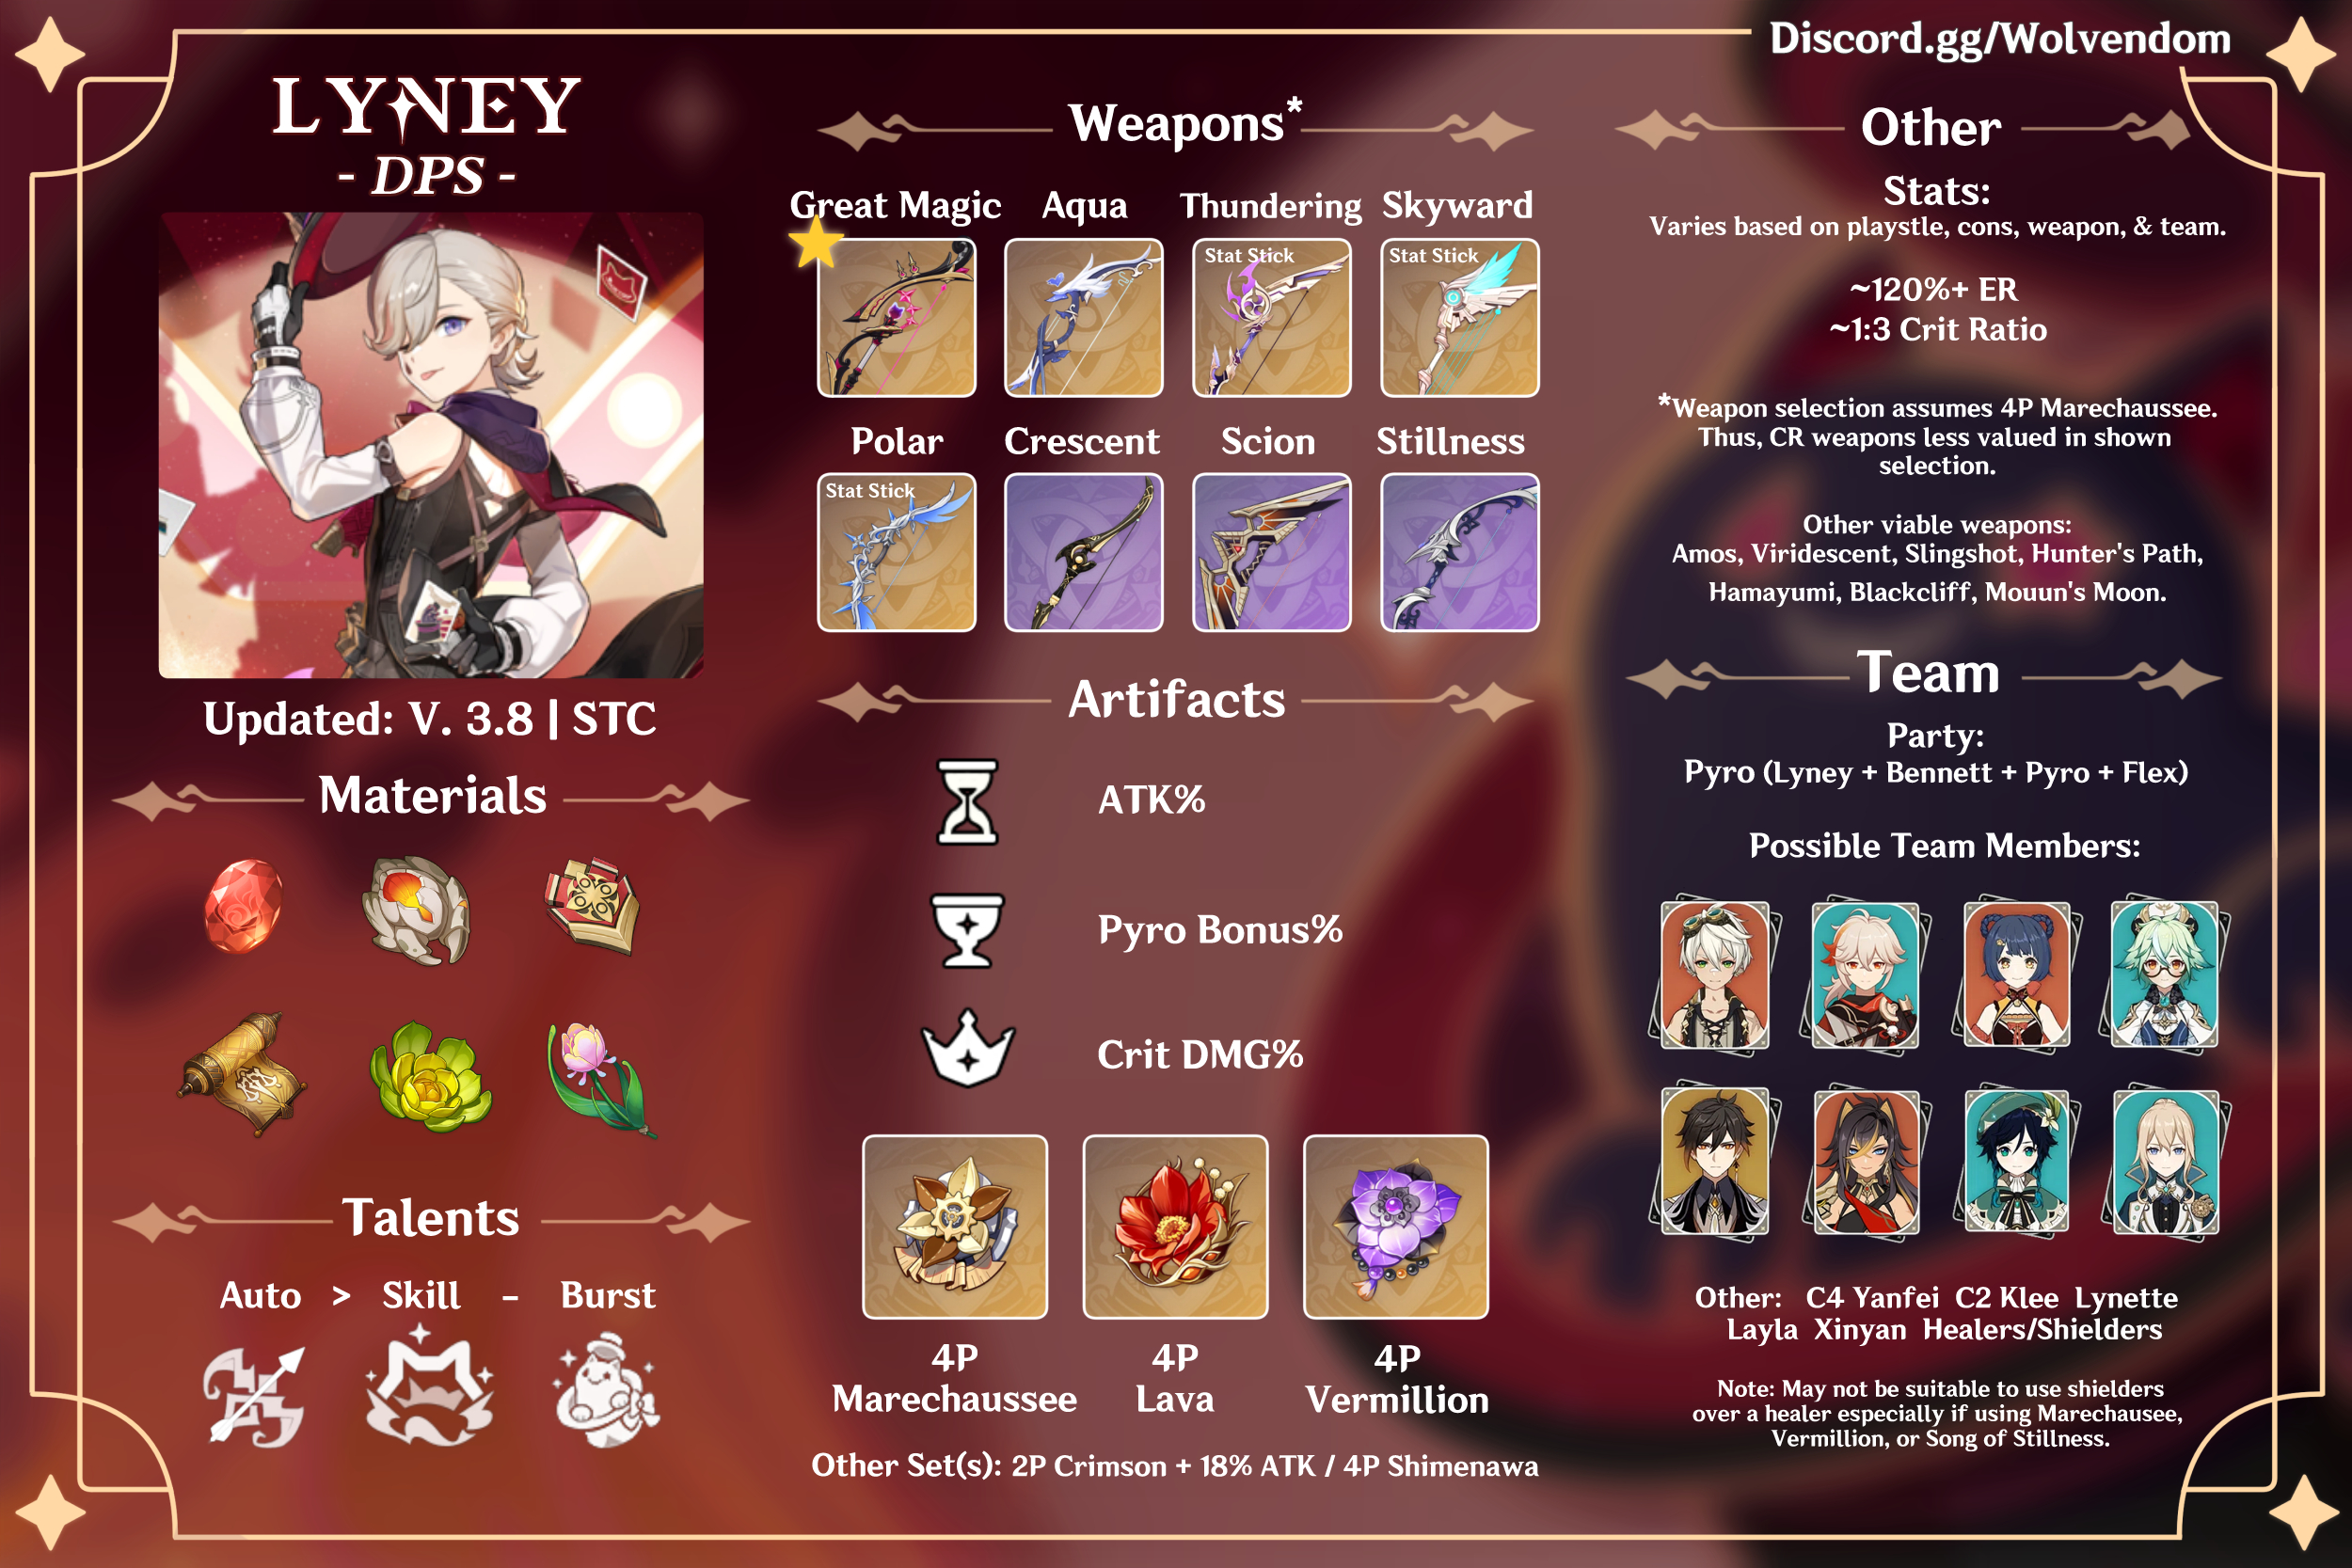 Discord.gg/Wolvendom
LYNEY
- DPS -
Updated: V. 3.8 | STC
Materials
Talents
Auto > Skill - Burst
Weapons*
Great Magic Aqua Thundering Skyward
Stat Stick Stat Stick
Polar Crescent Scion Stillness
Stat Stick
Artifacts
ATK%
Pyro Bonus%
Crit DMG%
4P Marechaussee
4P Lava
4P Vermillion
Other Set(s): 2P Crimson + 18% ATK / 4P Shimenawa
Other
Stats:
Varies based on playstle, cons, weapon, & team.
~120%+ ER
~1:3 Crit Ratio
*Weapon selection assumes 4P Marechaussee.
Thus, CR weapons less valued in shown
selection.
Other viable weapons:
Amos, Viridescent, Slingshot, Hunter's Path,
Hamayumi, Blackcliff, Mouun's Moon.
Team
Party:
Pyro (Lyney + Bennett + Pyro + Flex)
Possible Team Members:
Other: C4 Yanfei C2 Klee Lynette
Layla Xinyan Healers/Shielders
Note: May not be suitable to use shielders
over a healer especially if using Marechausee,
Vermillion, or Song of Stillness.